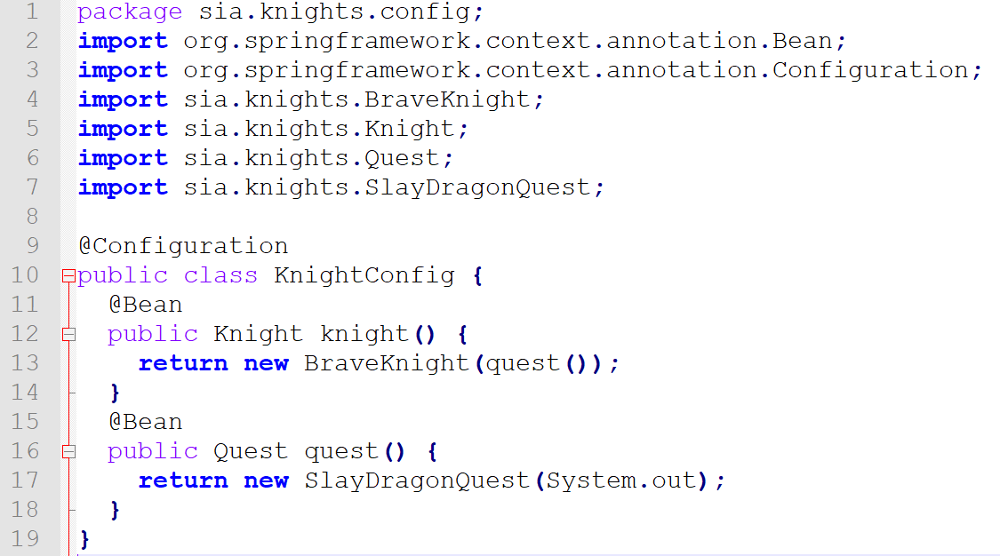 1 package sia.knights.config;
2 import org.springframework.context.annotation.Bean;
3 import org.springframework.context.annotation.Configuration;
4 import sia.knights.BraveKnight;
5 import sia.knights.Knight;
6 import sia.knights.Quest;
7 import sia.knights.SlayDragonQuest;
8
9 @Configuration
10 public class KnightConfig {
11   @Bean
12   public Knight knight() {
13     return new BraveKnight(quest());
14   }
15   @Bean
16   public Quest quest() {
17     return new SlayDragonQuest(System.out);
18   }
19 }